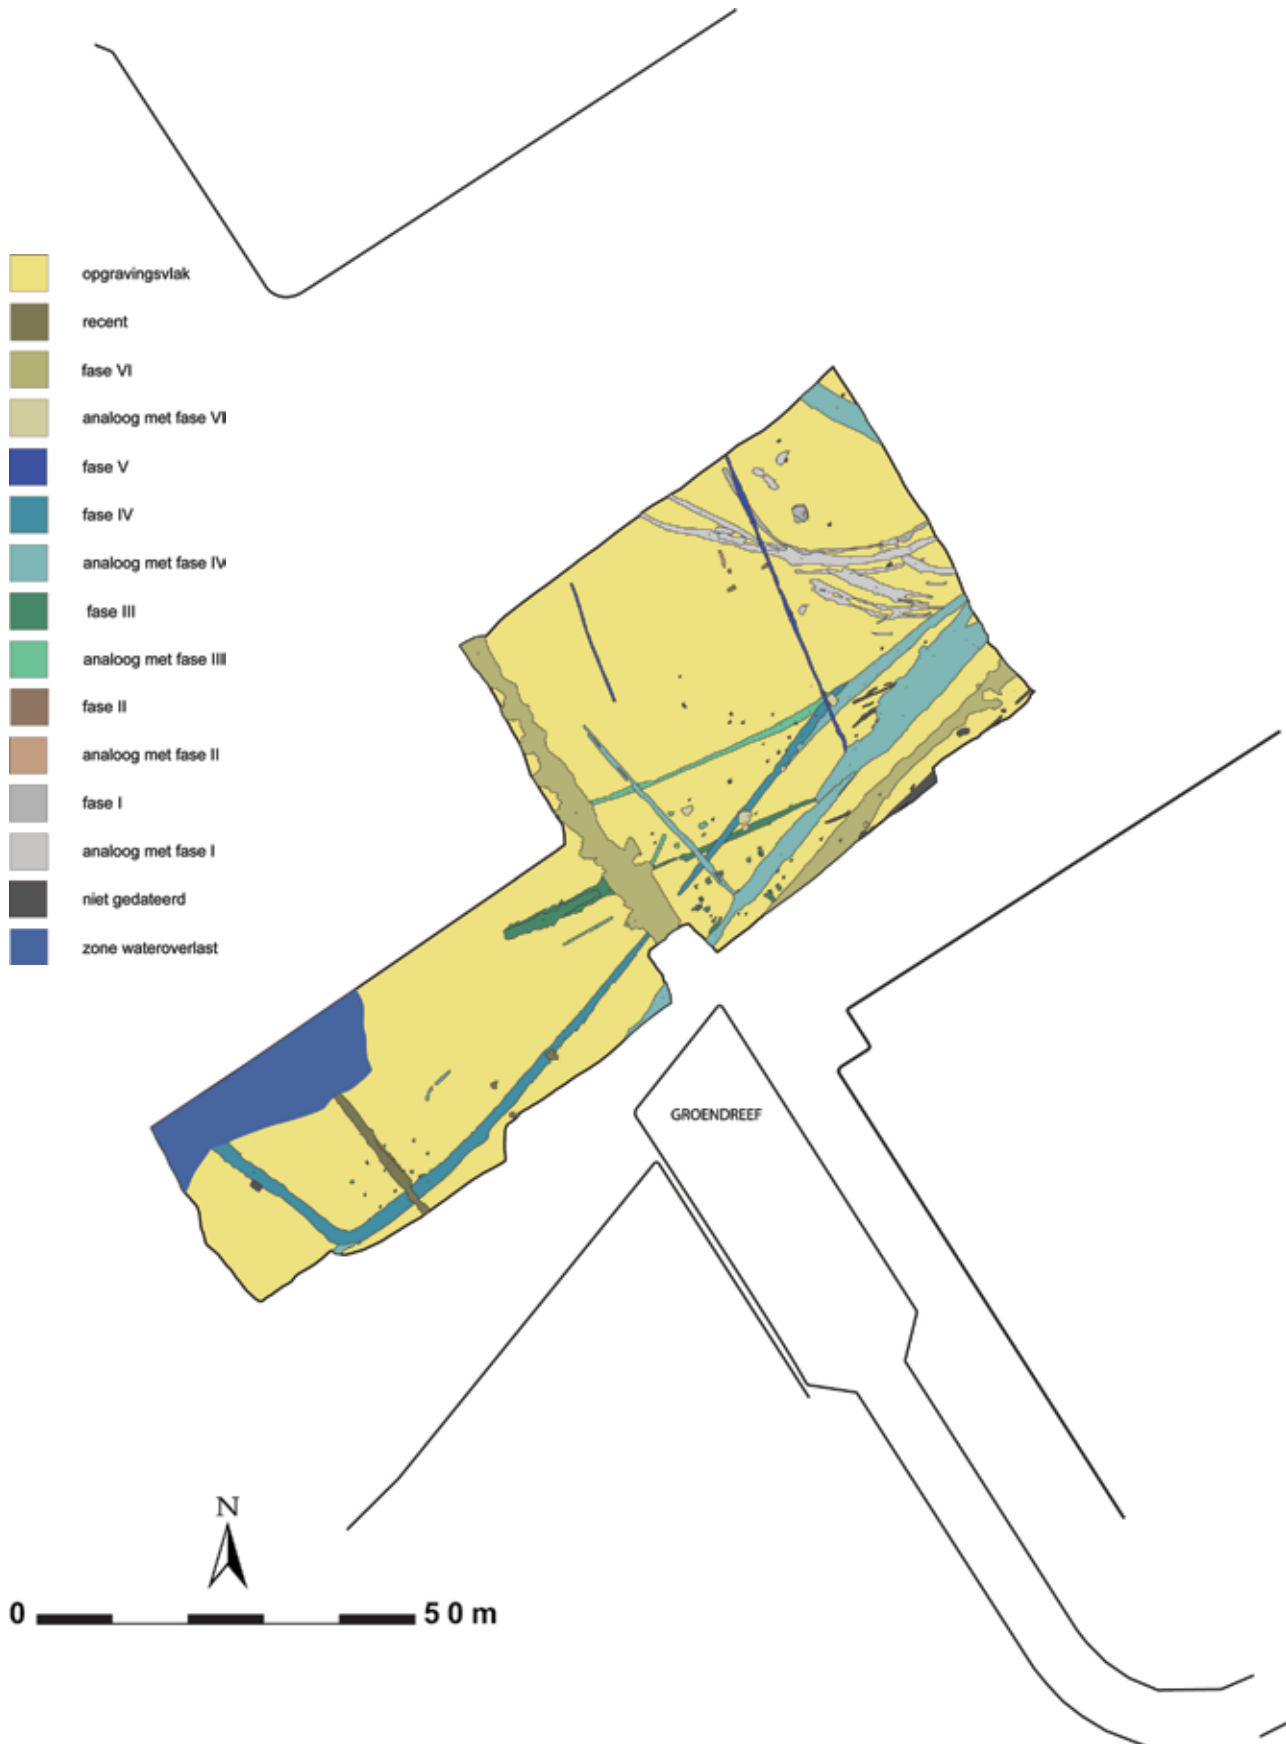 opgravingsvlak
recent
fase VI
analoog met fase VI
fase V
fase IV
analoog met fase IV
fase III
analoog met fase III
fase II
analoog met fase II
fase I
analoog met fase I
niet gedateerd
zone wateroverlast
GROENDREEF
N
0 50 m